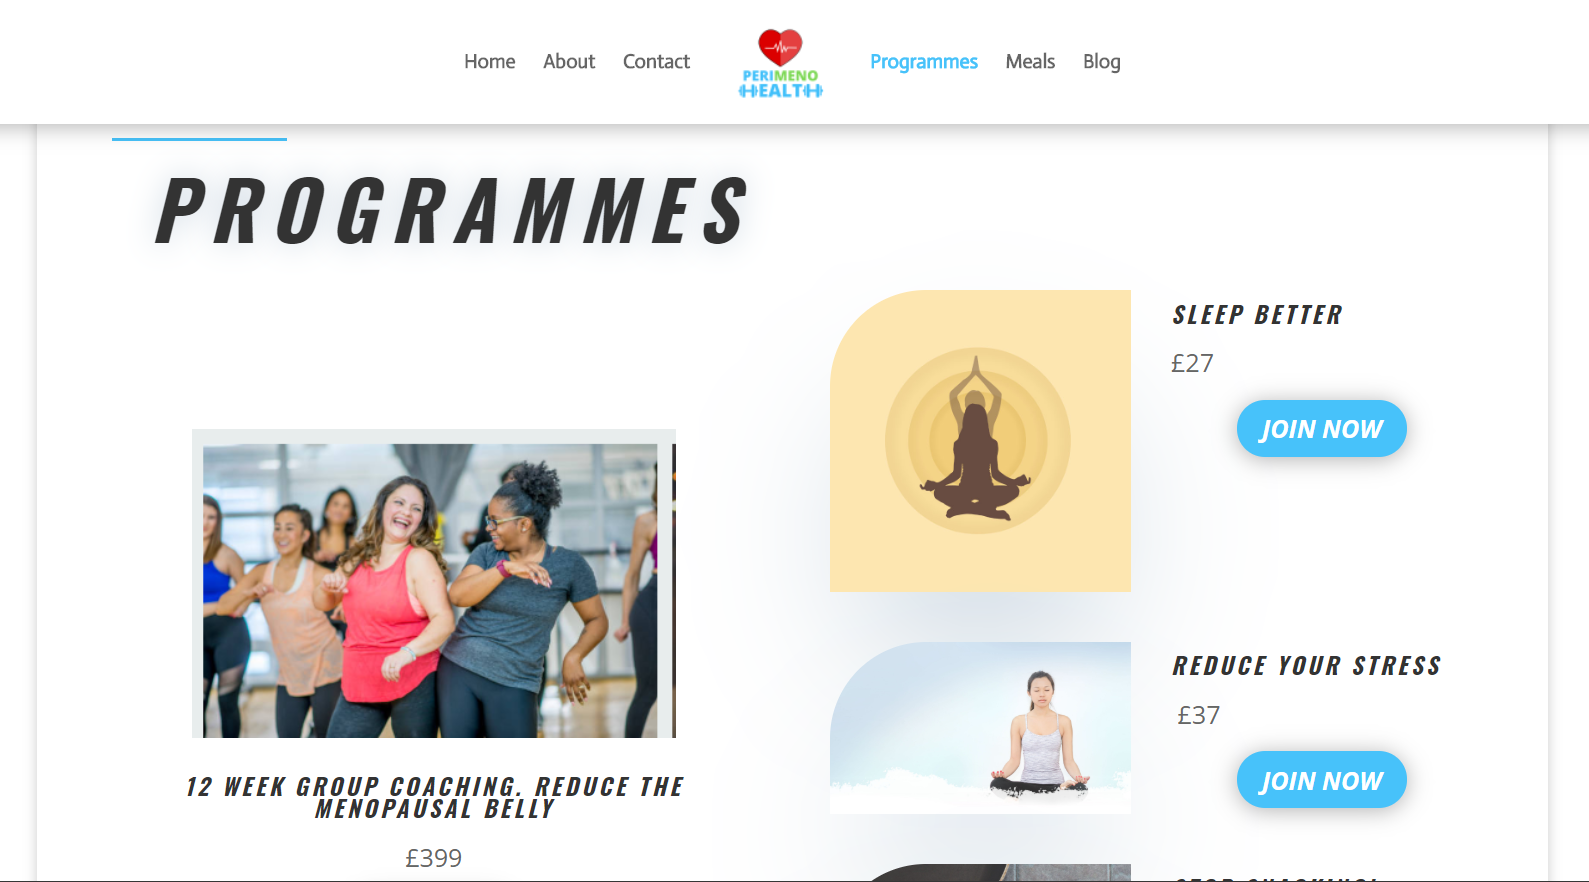 Home About Contact
PERIMENO
HEALTH
Programmes Meals Blog
PROGRAMMES
12 WEEK GROUP COACHING. REDUCE THE
MENOPAUSAL BELLY
£399
SLEEP BETTER
£27
JOIN NOW
REDUCE YOUR STRESS
£37
JOIN NOW